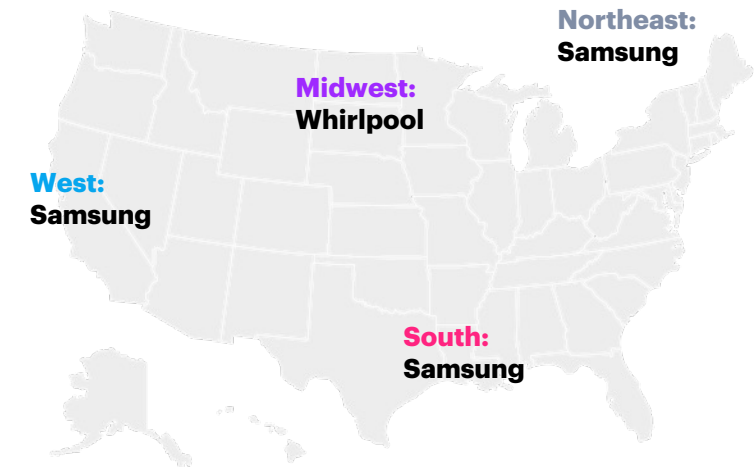 Northeast:
Samsung
Midwest:
Whirlpool
West:
Samsung
South:
Samsung